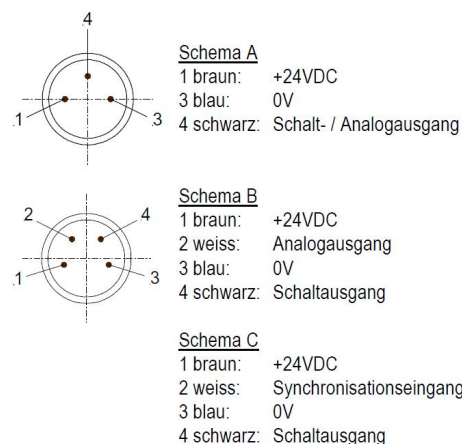 4
.1
.3
Schema A
1 braun: +24VDC
3 blau: 0V
4 schwarz: Schalt- / Analogausgang
2
4
.1
.3
Schema B
1 braun: +24VDC
2 weiss: Analogausgang
3 blau: 0V
4 schwarz: Schaltausgang
Schema C
1 braun: +24VDC
2 weiss: Synchronisationseingang
3 blau: 0V
4 schwarz: Schaltausgang